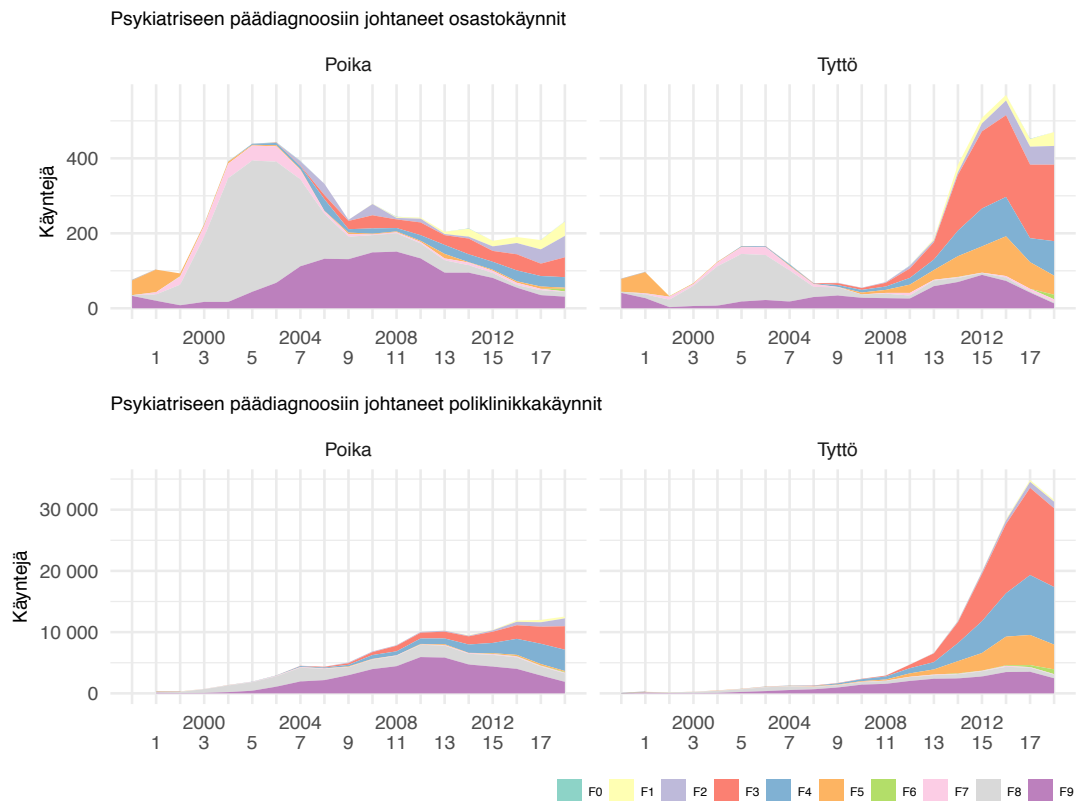 Psykiatriseen päädiagnoosiin johtaneet osastokäynnit
Poika
Tyttö
Käyntejä
400
200
0
2000 2004 2008 2012
1 3 5 7 9 11 13 15 17
2000 2004 2008 2012
1 3 5 7 9 11 13 15 17
Psykiatriseen päädiagnoosiin johtaneet poliklinikkakäynnit
Poika
Tyttö
Käyntejä
30 000
20 000
10 000
0
2000 2004 2008 2012
1 3 5 7 9 11 13 15 17
2000 2004 2008 2012
1 3 5 7 9 11 13 15 17
F0 F1 F2 F3 F4 F5 F6 F7 F8 F9